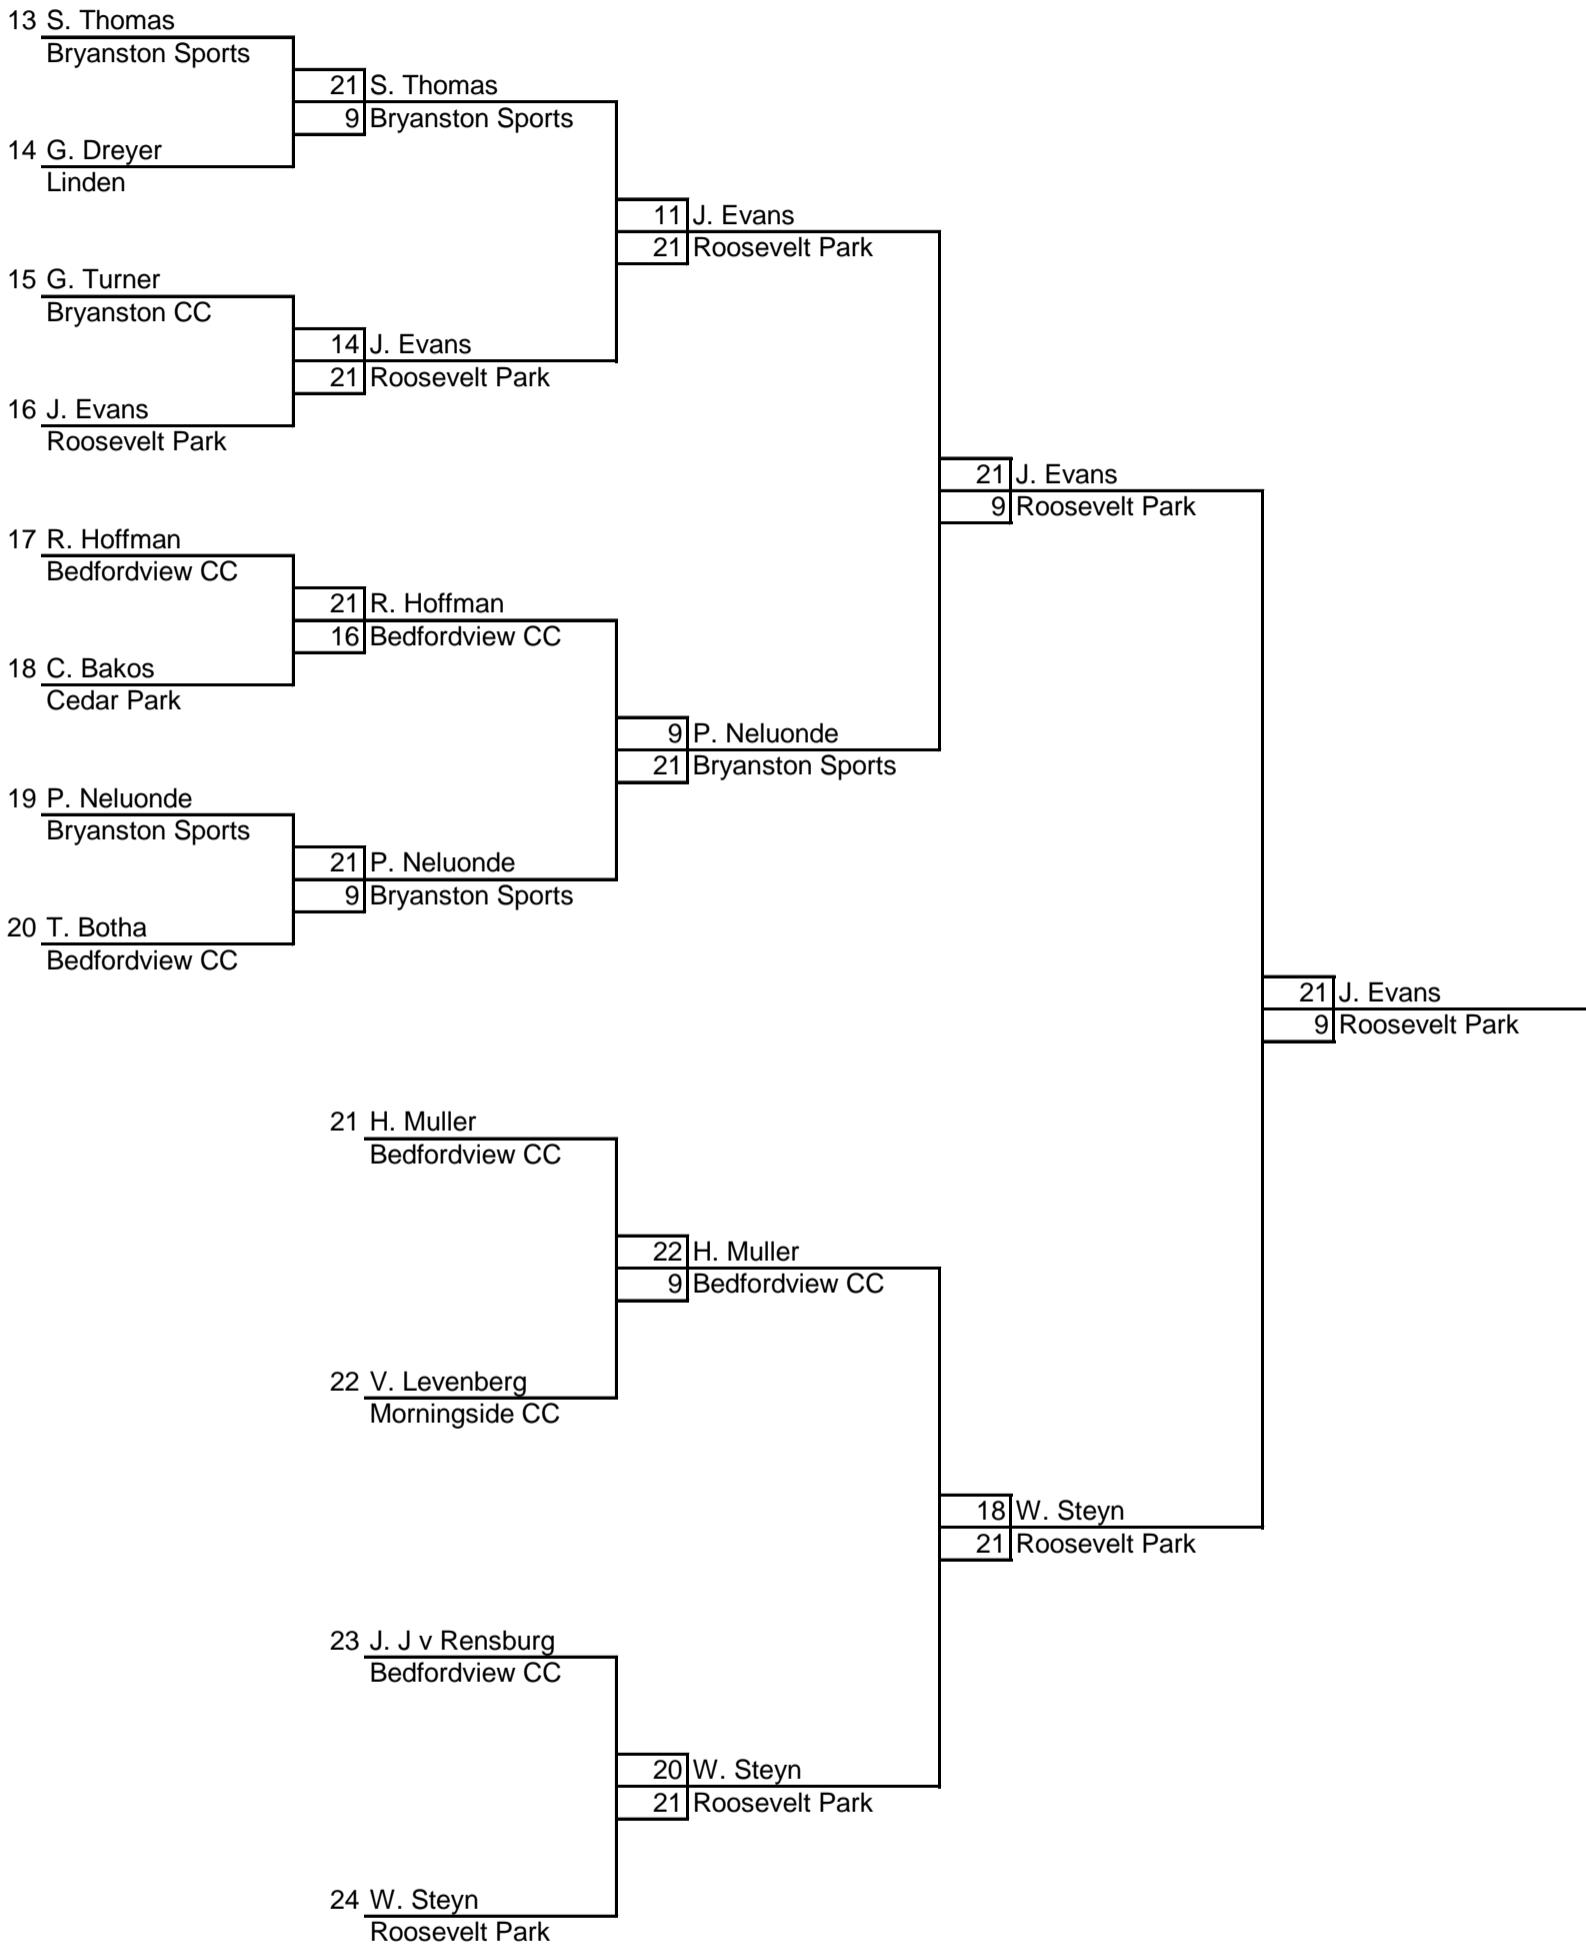 13 S. Thomas
Bryanston Sports
21 S. Thomas
9 Bryanston Sports
14 G. Dreyer
Linden
11 J. Evans
21 Roosevelt Park
15 G. Turner
Bryanston CC
14 J. Evans
21 Roosevelt Park
16 J. Evans
Roosevelt Park
21 J. Evans
9 Roosevelt Park
17 R. Hoffman
Bedfordview CC
21 R. Hoffman
16 Bedfordview CC
18 C. Bakos
Cedar Park
9 P. Neluonde
21 Bryanston Sports
19 P. Neluonde
Bryanston Sports
21 P. Neluonde
9 Bryanston Sports
20 T. Botha
Bedfordview CC
21 J. Evans
9 Roosevelt Park
21 H. Muller
Bedfordview CC
22 H. Muller
9 Bedfordview CC
22 V. Levenberg
Morningside CC
18 W. Steyn
21 Roosevelt Park
23 J. J v Rensburg
Bedfordview CC
20 W. Steyn
21 Roosevelt Park
24 W. Steyn
Roosevelt Park